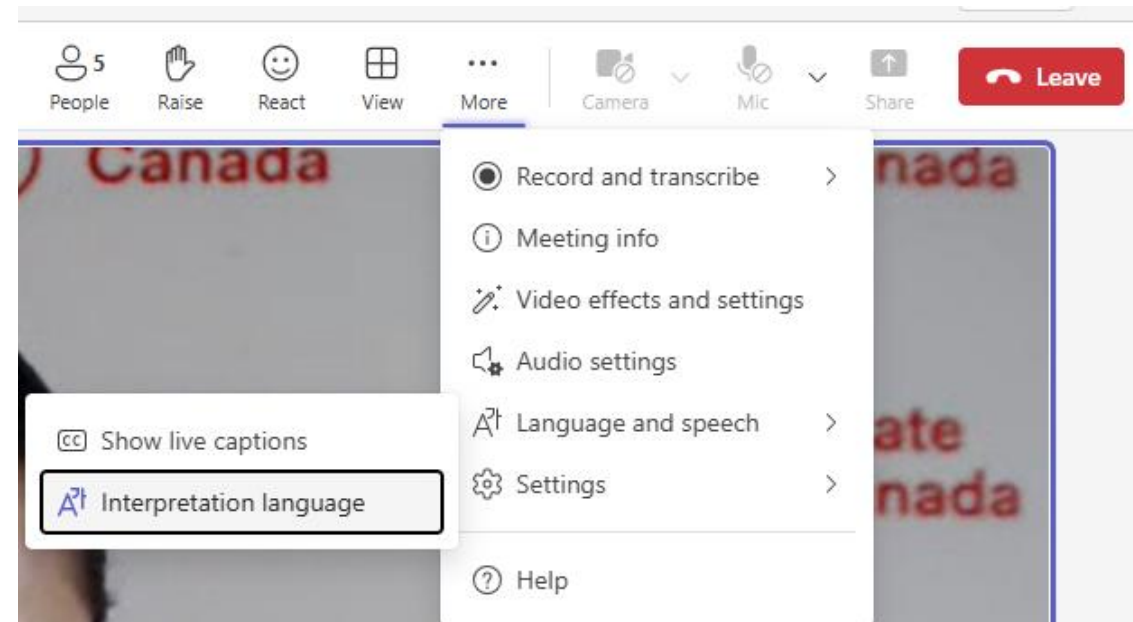 5
People Raise React View More Camera Mic Share Leave
Canada nada
Record and transcribe
Meeting info
Video effects and settings
Audio settings
Language and speech
ate
nada
Settings
CC Show live captions
Interpretation language
Help